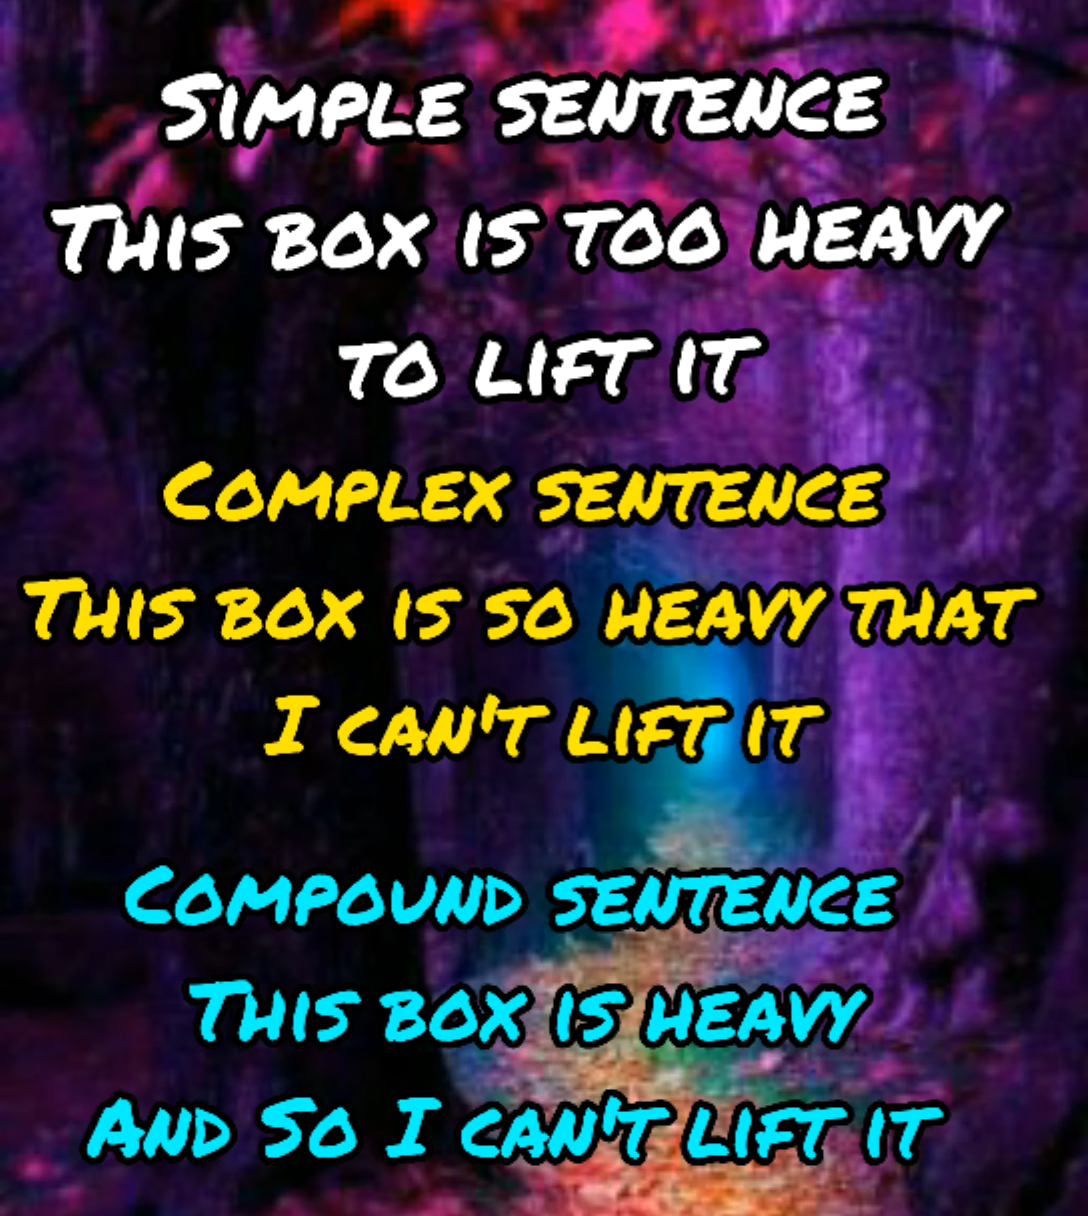 Simple sentence
This box is too heavy
to lift it
Complex sentence
This box is so heavy that
I can't lift it
Compound sentence
This box is heavy
And So I can't lift it